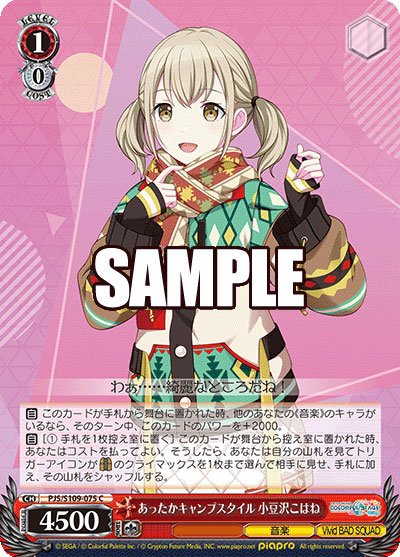 LEVEL
1
0
COST
SAMPLE
わぁ……綺麗なところだね！
自 このカードが手札から舞台に置かれた時、他のあなたの《音楽》のキャラが
いるなら、そのターン中、このカードのパワーを+2000。
自 [① 手札を1枚控え室に置く] このカードが舞台から控え室に置かれた時、
あなたはコストを払ってよい。そうしたら、あなたは自分の山札を見てトリ
ガーアイコンが のクライマックスを1枚まで選んで相手に見せ、手札に加
え、その山札をシャッフルする。
CH PJS/S109-075 C
あったかキャンプスタイル 小豆沢こはね
COLORFUL STAGE!
4500
音楽
Vivid BAD SQUAD
© SEGA / © Colorful Palette Inc. / © Crypton Future Media, INC. www.piapro.net piapro All rights reserved.